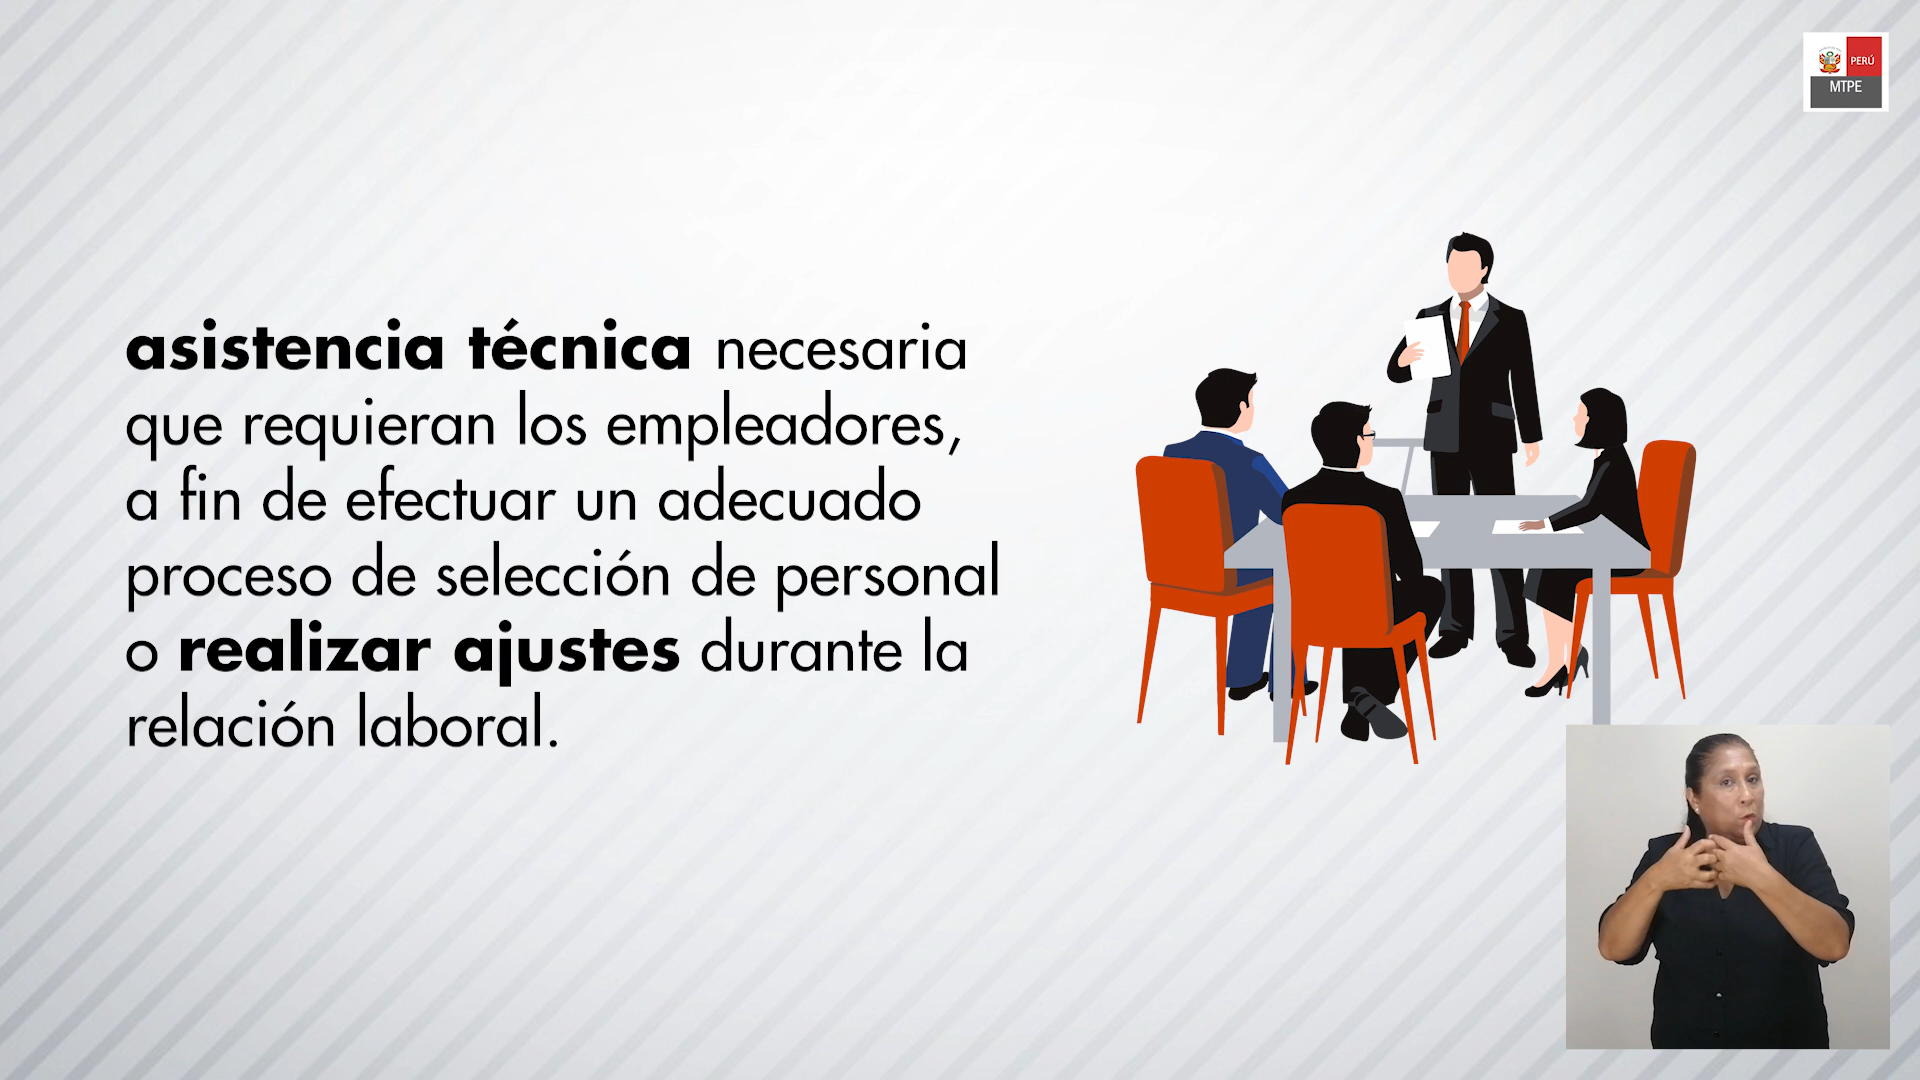 PERÚ
MTPE
asistencia técnica necesaria
que requieran los empleadores,
a fin de efectuar un adecuado
proceso de selección de personal
o realizar ajustes durante la
relación laboral.